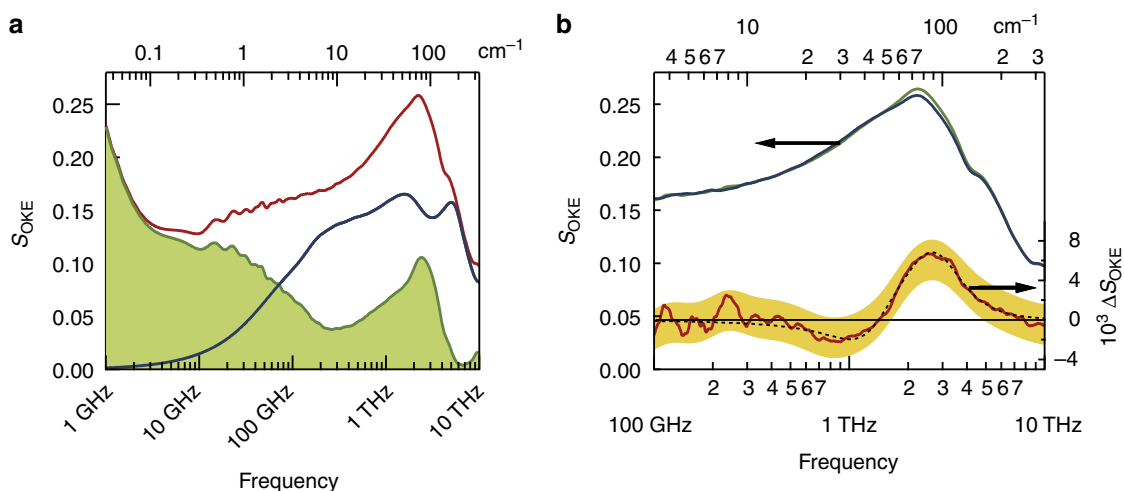 a
0.1 1 10 100 cm−1
0.25
0.20
0.15
0.10
0.05
0.00
SOKE
1 GHz 10 GHz 100 GHz 1 THz 10 THz
Frequency
b
10 100 cm−1
4 5 6 7 2 3 4 5 6 7 2 3
0.25
0.20
0.15
0.10
0.05
0.00
SOKE
8
4
0
−4
10³ ΔSOKE
2 3 4 5 6 7 2 3 4 5 6 7
100 GHz 1 THz 10 THz
Frequency